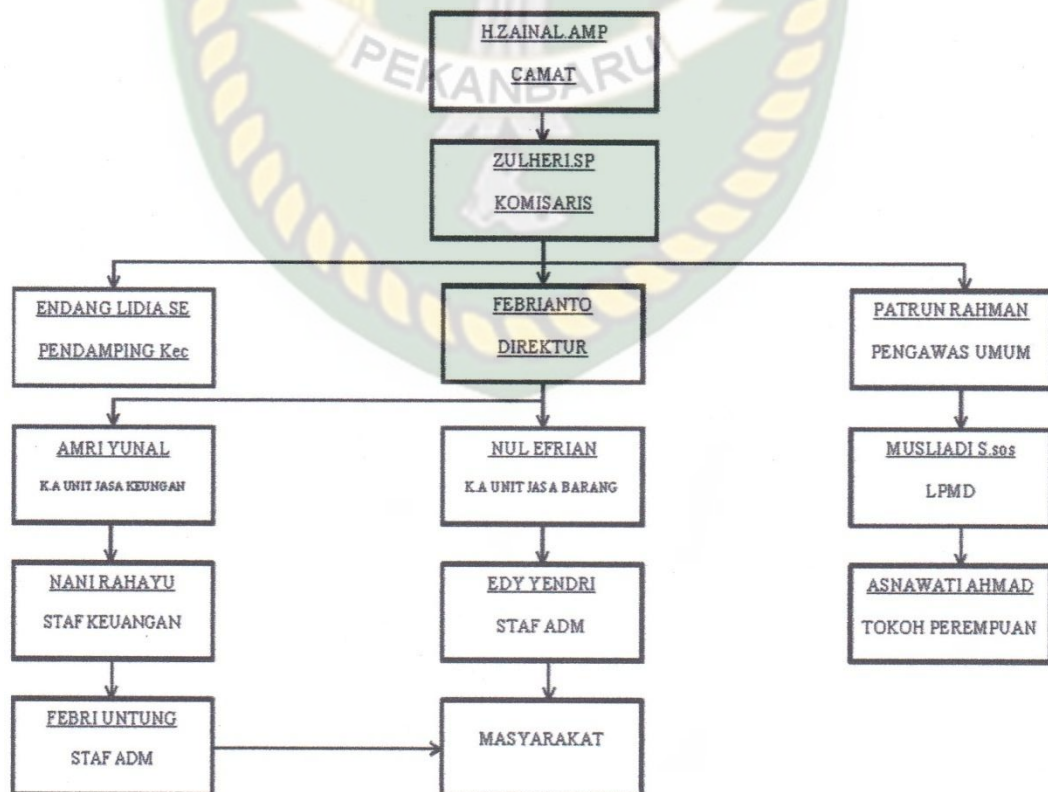 H.ZAINAL.AMP
CAMAT
PEKANBARU
ZULHERI.SP
KOMISARIS
ENDANG LIDIA.SE
PENDAMPING Kec
FEBRIANTO
DIREKTUR
PATRUN RAHMAN
PENGAWAS UMUM
AMRI YUNAL
K.A UNIT JASA KEUNGAN
NUL EFRIAN
K.A UNIT JASA BARANG
MUSLIADI S.sos
LPMD
NANI RAHAYU
STAF KEUANGAN
EDY YENDRI
STAF ADM
ASNAWATI AHMAD
TOKOH PEREMPUAN
FEBRI UNTUNG
STAF ADM
MASYARAKAT